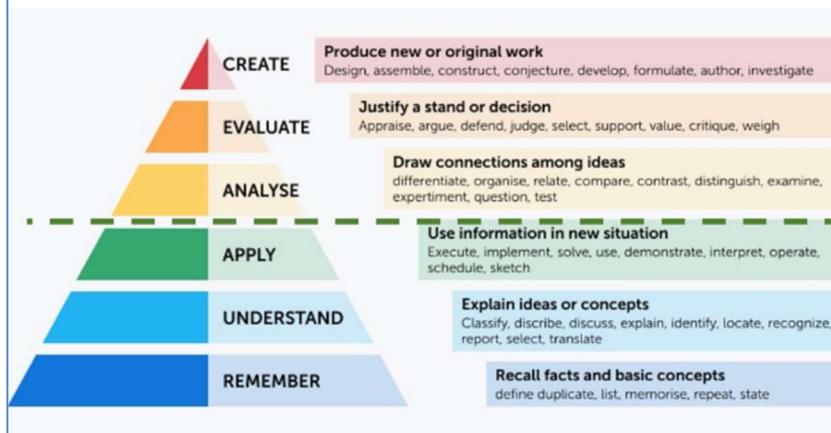 CREATE
Produce new or original work
Design, assemble, construct, conjecture, develop, formulate, author, investigate
EVALUATE
Justify a stand or decision
Appraise, argue, defend, judge, select, support, value, critique, weigh
ANALYSE
Draw connections among ideas
differentiate, organise, relate, compare, contrast, distinguish, examine,
expertiment, question, test
APPLY
Use information in new situation
Execute, implement, solve, use, demonstrate, interpret, operate,
schedule, sketch
UNDERSTAND
Explain ideas or concepts
Classify, discribe, discuss, explain, identify, locate, recognize,
report, select, translate
REMEMBER
Recall facts and basic concepts
define duplicate, list, memorise, repeat, state